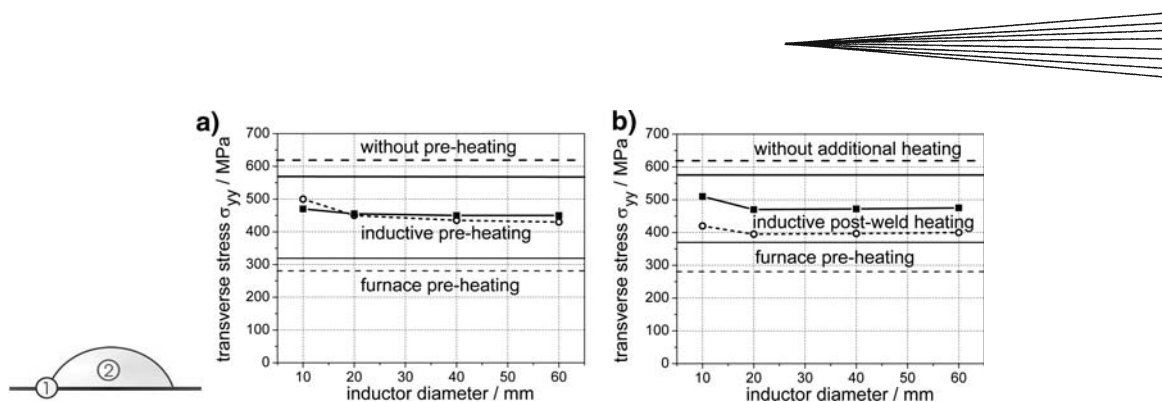 a)
transverse stress σyy / MPa
700
600
500
400
300
200
100
0
without pre-heating
inductive pre-heating
furnace pre-heating
10 20 30 40 50 60
inductor diameter / mm
b)
transverse stress σyy / MPa
700
600
500
400
300
200
100
0
without additional heating
inductive post-weld heating
furnace pre-heating
10 20 30 40 50 60
inductor diameter / mm
①
②